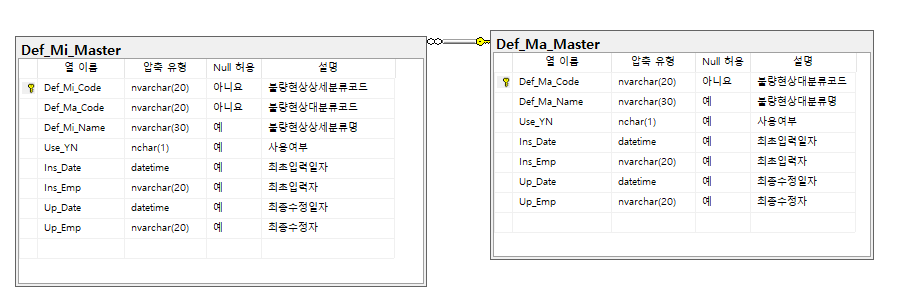 Def_Mi_Master
열 이름 압축 유형 Null 허용 설명
Def_Mi_Code nvarchar(20) 아니요 불량현상상세분류코드
Def_Ma_Code nvarchar(20) 아니요 불량현상대분류코드
Def_Mi_Name nvarchar(30) 예 불량현상상세분류명
Use_YN nchar(1) 예 사용여부
Ins_Date datetime 예 최초입력일자
Ins_Emp nvarchar(20) 예 최초입력자
Up_Date datetime 예 최종수정일자
Up_Emp nvarchar(20) 예 최종수정자
Def_Ma_Master
열 이름 압축 유형 Null 허용 설명
Def_Ma_Code nvarchar(20) 아니요 불량현상대분류코드
Def_Ma_Name nvarchar(30) 예 불량현상대분류명
Use_YN nchar(1) 예 사용여부
Ins_Date datetime 예 최초입력일자
Ins_Emp nvarchar(20) 예 최초입력자
Up_Date datetime 예 최종수정일자
Up_Emp nvarchar(20) 예 최종수정자